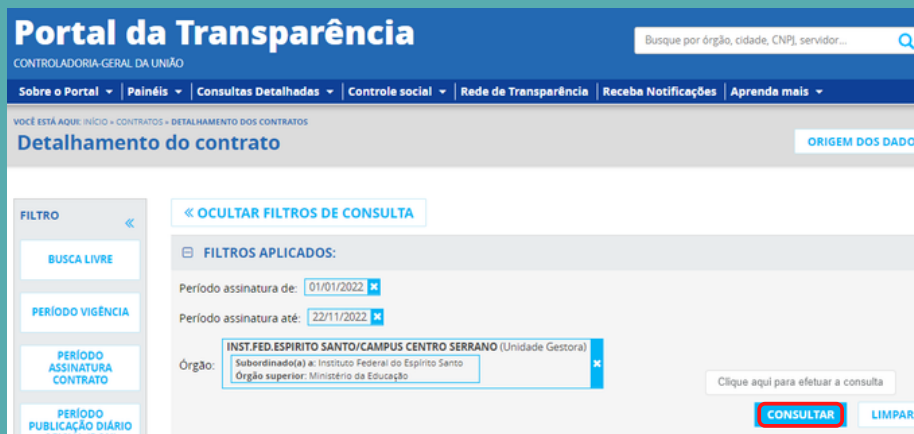 Portal da Transparência
Busque por órgão, cidade, CNPJ, servidor...
CONTROLADORIA-GERAL DA UNIÃO
Sobre o Portal Painéis Consultas Detalhadas Controle social Rede de Transparência Receba Notificações Aprenda mais
VOCÊ ESTÁ AQUI: INÍCIO » CONTRATOS » DETALHAMENTO DOS CONTRATOS
Detalhamento do contrato
ORIGEM DOS DADO
FILTRO «
« OCULTAR FILTROS DE CONSULTA
BUSCA LIVRE
FILTROS APLICADOS:
Período assinatura de: 01/01/2022 x
PERÍODO VIGÊNCIA
Período assinatura até: 22/11/2022 x
PERÍODO
ASSINATURA
CONTRATO
Órgão:
INST.FED.ESPIRITO SANTO/CAMPUS CENTRO SERRANO (Unidade Gestora)
Subordinado(a) a: Instituto Federal do Espírito Santo
Órgão superior: Ministério da Educação
x
Clique aqui para efetuar a consulta
PERÍODO
PUBLICAÇÃO DIÁRIO
CONSULTAR LIMPAR